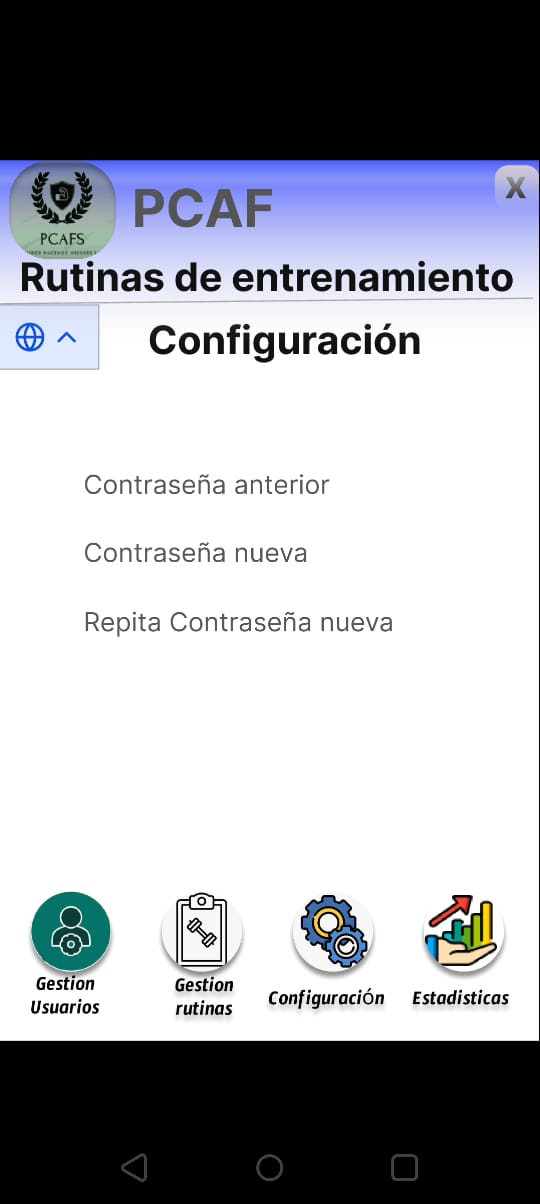 PCAFS
PCAF
X
Rutinas de entrenamiento
Configuración
Contraseña anterior
Contraseña nueva
Repita Contraseña nueva
Gestion
Usuarios
Gestion
rutinas
Configuración
Estadisticas